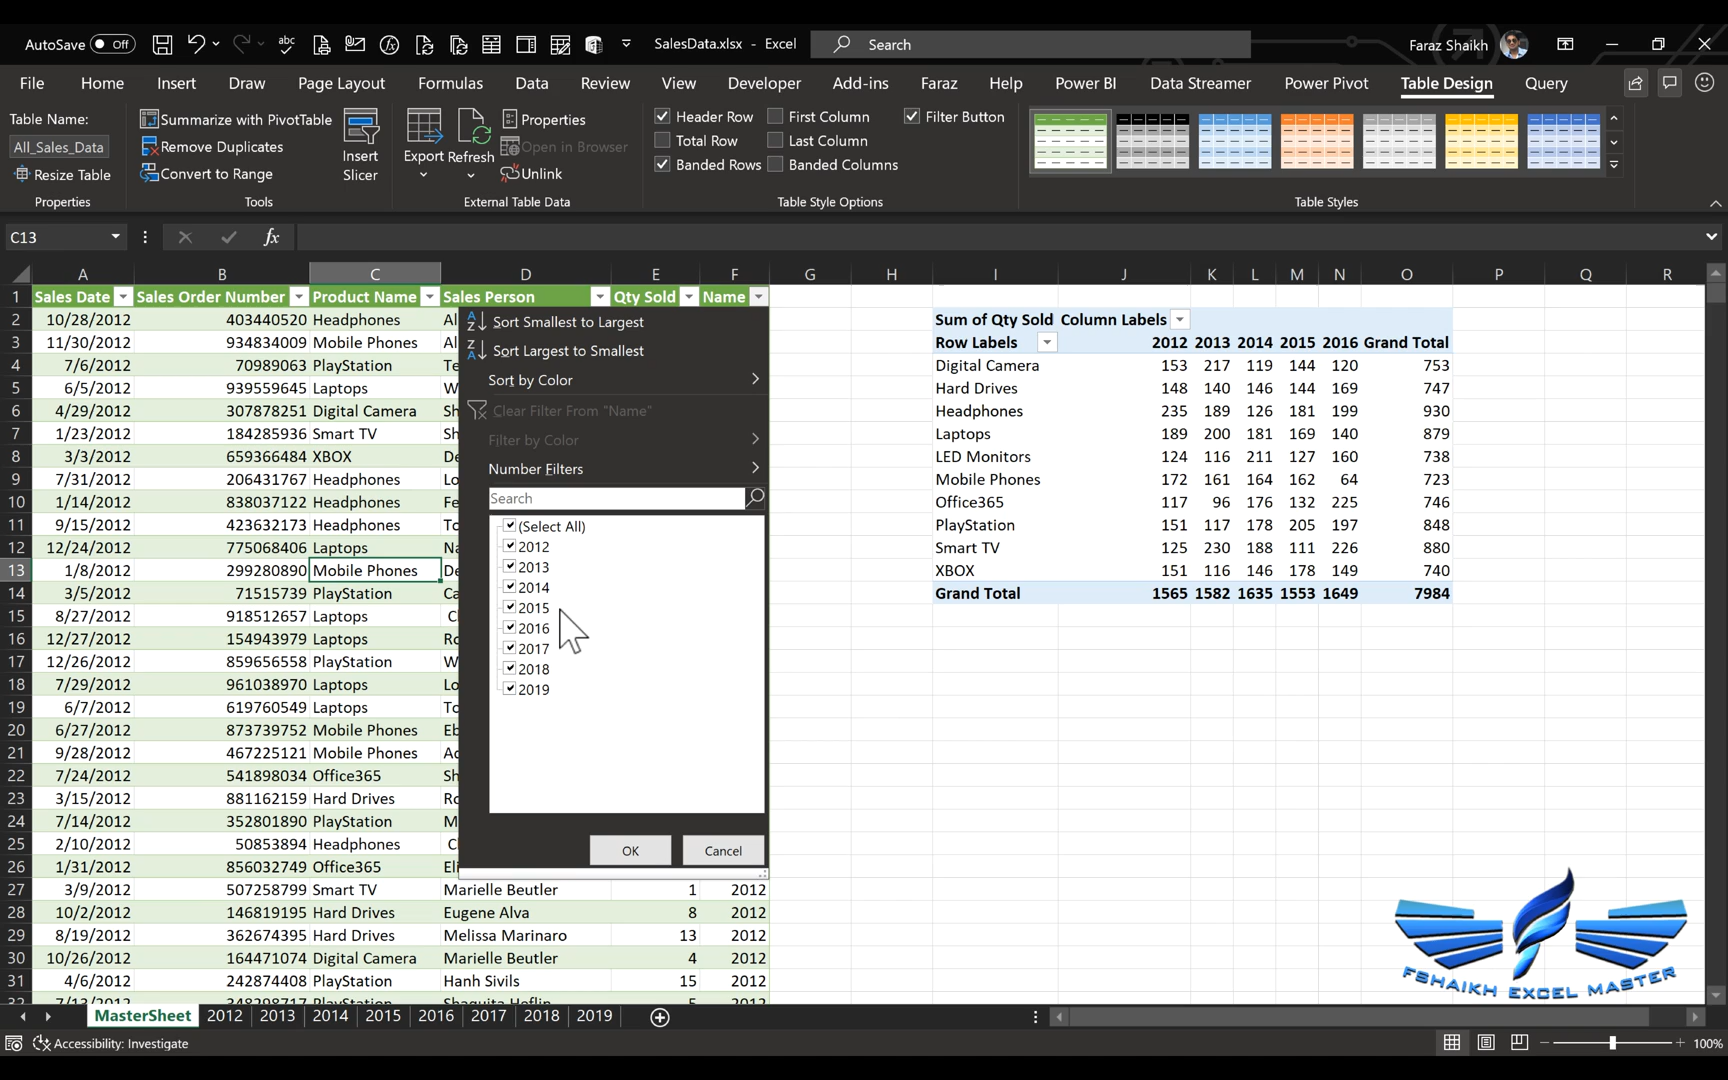 AutoSave Off SalesData.xlsx - Excel Search Faraz Shaikh
File Home Insert Draw Page Layout Formulas Data Review View Developer Add-ins Faraz Help Power BI Data Streamer Power Pivot Table Design Query
Table Name:
All_Sales_Data
Resize Table
Properties
Summarize with PivotTable
Remove Duplicates
Convert to Range
Tools
Insert
Slicer
Export Refresh
Properties
Open in Browser
Unlink
External Table Data
Header Row First Column Filter Button
Total Row Last Column
Banded Rows Banded Columns
Table Style Options
Table Styles
C13 fx
A B C D E F G H I J K L M N O P Q R
1 Sales Date Sales Order Number Product Name Sales Person Qty Sold Name
2 10/28/2012 403440520 Headphones Al
3 11/30/2012 934834009 Mobile Phones Al
4 7/6/2012 70989063 PlayStation Te
5 6/5/2012 939559645 Laptops W
6 4/29/2012 307878251 Digital Camera Sh
7 1/23/2012 184285936 Smart TV Sh
8 3/3/2012 659366484 XBOX De
9 7/31/2012 206431767 Headphones Lo
10 1/14/2012 838037122 Headphones Fe
11 9/15/2012 423632173 Headphones To
12 12/24/2012 775068406 Laptops Na
13 1/8/2012 299280890 Mobile Phones De
14 3/5/2012 71515739 PlayStation Ca
15 8/27/2012 918512657 Laptops Cl
16 12/27/2012 154943979 Laptops Ro
17 12/26/2012 859656558 PlayStation W
18 7/29/2012 961038970 Laptops Lo
19 6/7/2012 619760549 Laptops To
20 6/27/2012 873739752 Mobile Phones Eb
21 9/28/2012 467225121 Mobile Phones Ac
22 7/24/2012 541898034 Office365 Sh
23 3/15/2012 881162159 Hard Drives Ro
24 7/14/2012 352801890 PlayStation M
25 2/10/2012 50853894 Headphones Cl
26 1/31/2012 856032749 Office365 Eli
27 3/9/2012 507258799 Smart TV Marielle Beutler 1 2012
28 10/2/2012 146819195 Hard Drives Eugene Alva 8 2012
29 8/19/2012 362674395 Hard Drives Melissa Marinaro 13 2012
30 10/26/2012 164471074 Digital Camera Marielle Beutler 4 2012
31 4/6/2012 242874408 PlayStation Hanh Sivils 15 2012
32 7/13/2012 348298717 PlayStation Shaquita Heflin 5 2012
Sort Smallest to Largest
Sort Largest to Smallest
Sort by Color
Clear Filter From "Name"
Filter by Color
Number Filters
Search
(Select All)
2012
2013
2014
2015
2016
2017
2018
2019
OK Cancel
Sum of Qty Sold Column Labels
Row Labels 2012 2013 2014 2015 2016 Grand Total
Digital Camera 153 217 119 144 120 753
Hard Drives 148 140 146 144 169 747
Headphones 235 189 126 181 199 930
Laptops 189 200 181 169 140 879
LED Monitors 124 116 211 127 160 738
Mobile Phones 172 161 164 162 64 723
Office365 117 96 176 132 225 746
PlayStation 151 117 178 205 197 848
Smart TV 125 230 188 111 226 880
XBOX 151 116 146 178 149 740
Grand Total 1565 1582 1635 1553 1649 7984
FSHAIKH EXCEL MASTER
MasterSheet 2012 2013 2014 2015 2016 2017 2018 2019
Accessibility: Investigate 100%